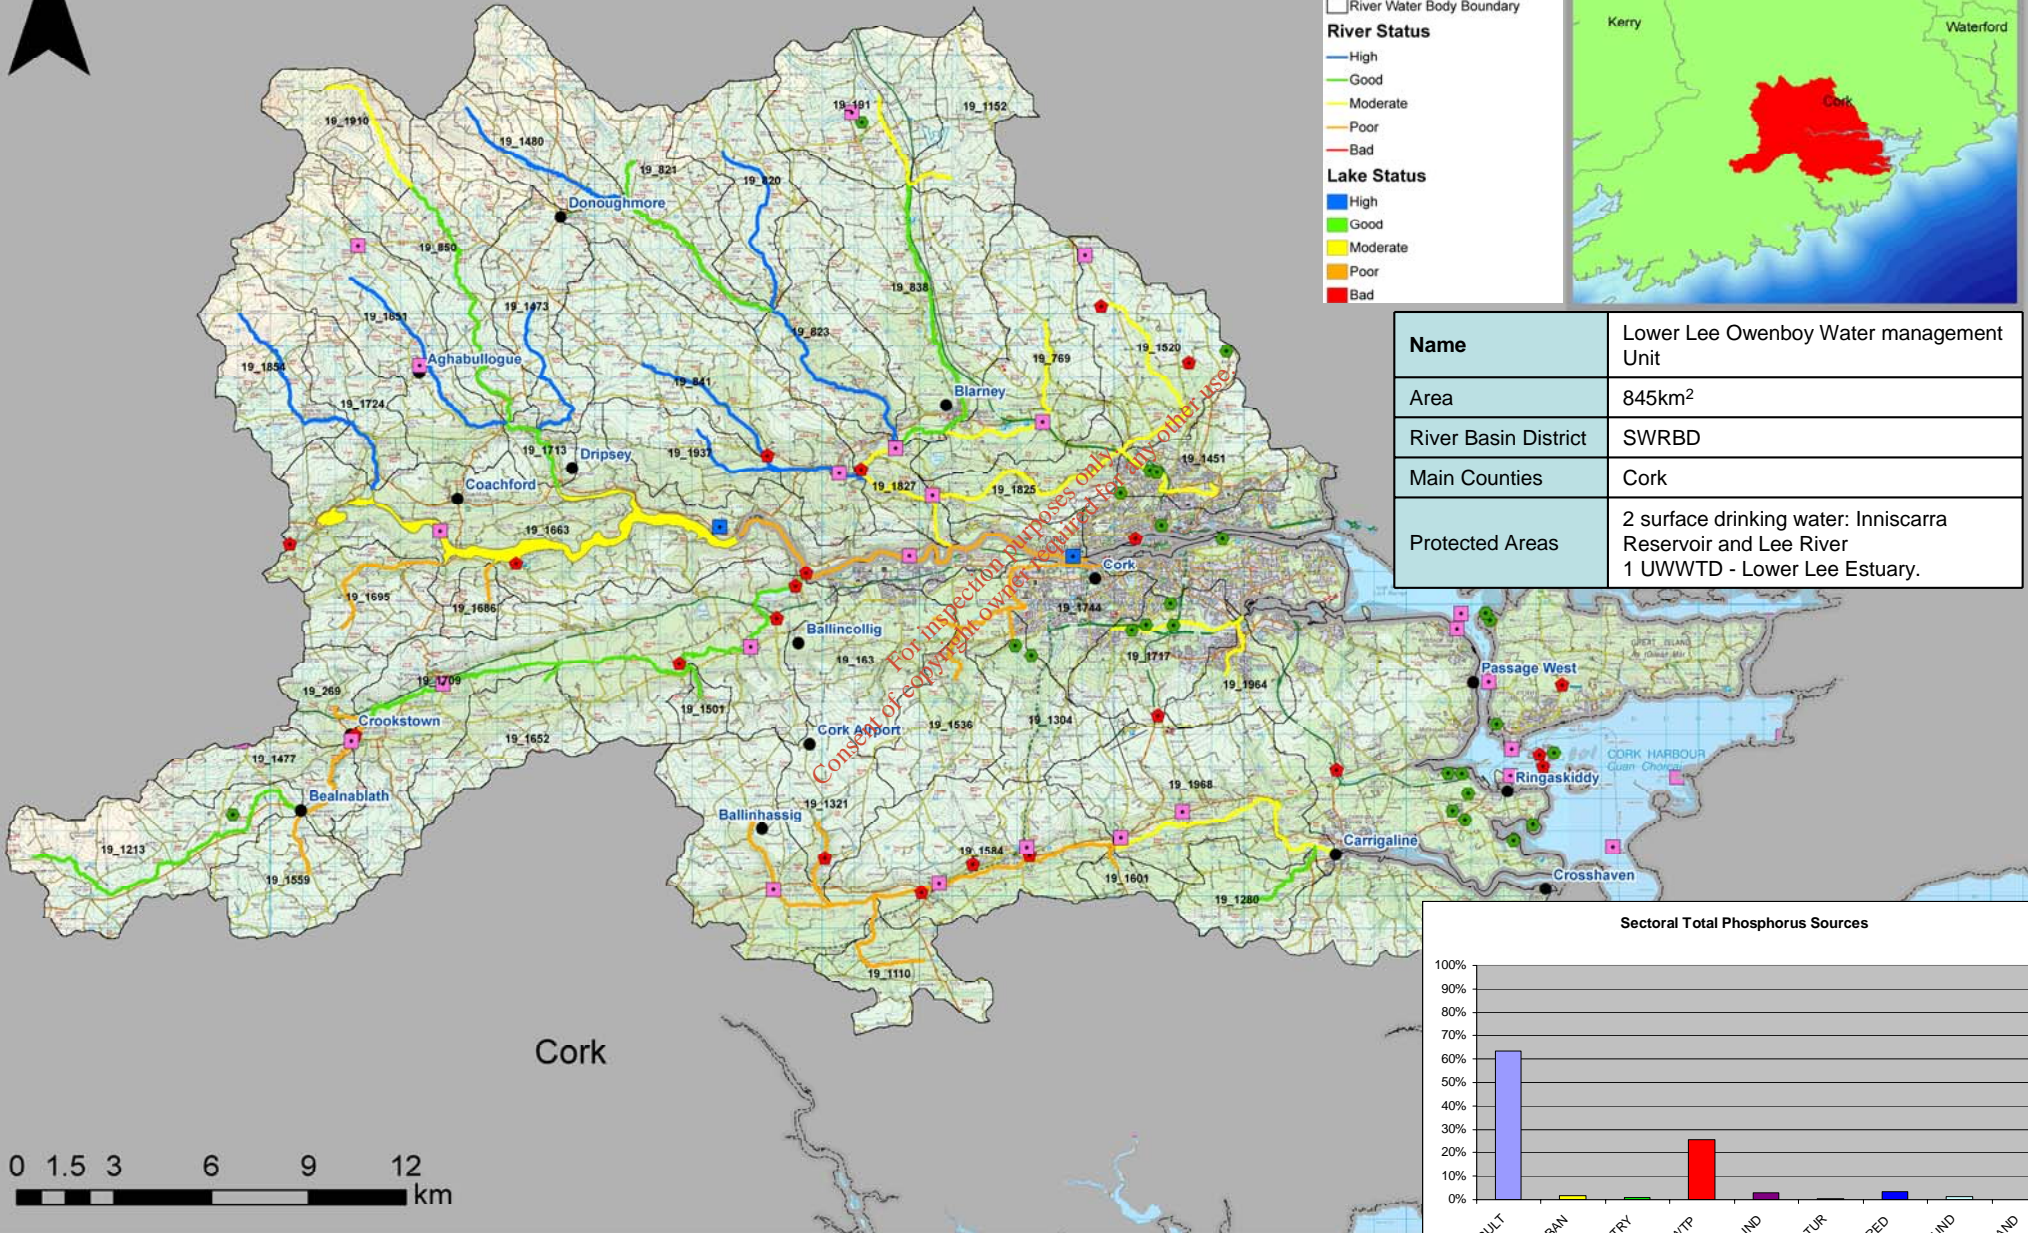 River Water Body Boundary
River Status
High
Good
Moderate
Poor
Bad
Lake Status
High
Good
Moderate
Poor
Bad
Kerry
Waterford
Cork
Name
Lower Lee Owenboy Water management
Unit
Area
845km2
River Basin District
SWRBD
Main Counties
Cork
Protected Areas
2 surface drinking water: Inniscarra
Reservoir and Lee River
1 UWWTD - Lower Lee Estuary.
19_1910
19_1480
19_821
19_820
19_191
19_1152
Donoughmore
19_850
19_838
19_1651
19_1473
19_823
19_769
19_1520
Aghabullogue
19_1854
19_841
19_1724
Blarney
19_1713
Dripsey
19_1937
19_1451
Coachford
19_1827
19_1825
19_1663
Cork
19_1695
19_1686
19_1744
Ballincollig
19_163
19_1717
19_1964
Passage West
GREAT ISLAND
19_269
19_1709
19_1501
Crookstown
19_1652
Cork Airport
19_1536
19_1304
19_1477
CORK HARBOUR
Cuan Chorcaí
Ringaskiddy
Bealnablath
19_1321
19_1968
Ballinhassig
19_1213
19_1584
Carrigaline
19_1559
19_1601
19_1280
Crosshaven
19_1110
For inspection purposes only.
Consent of copyright owner required for any other use.
Cork
0 1.5 3 6 9 12
km
Sectoral Total Phosphorus Sources
100%
90%
80%
70%
60%
50%
40%
30%
20%
10%
0%